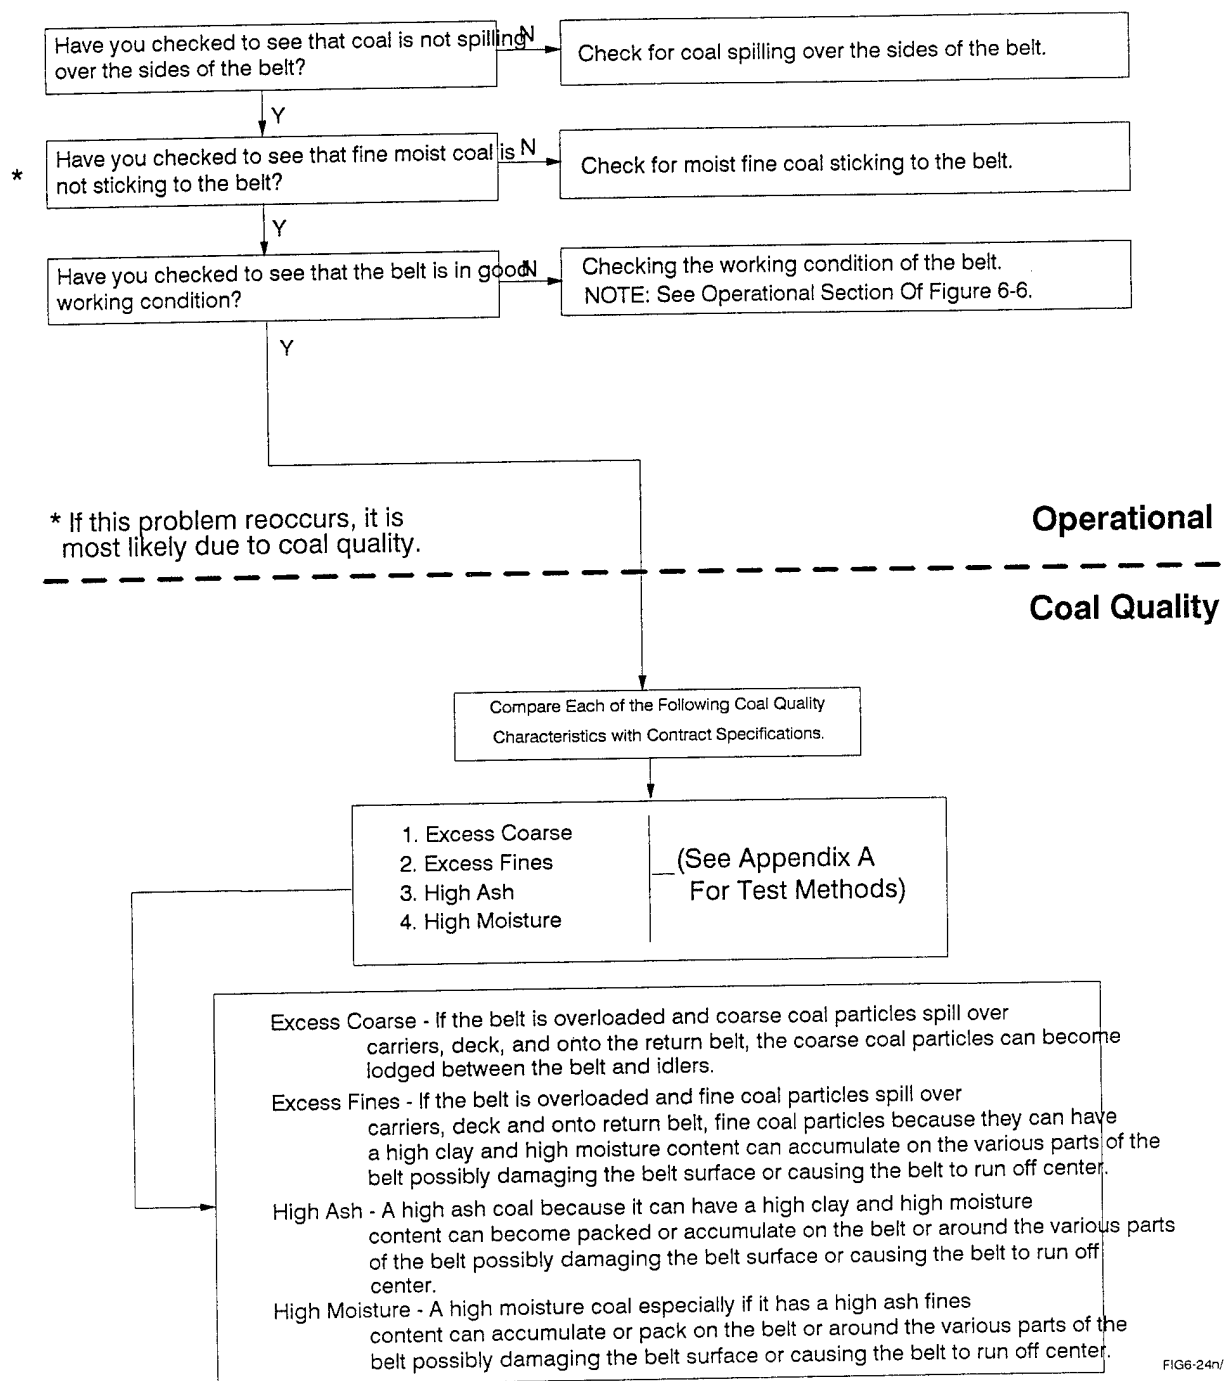 Have you checked to see that coal is not spilling
over the sides of the belt?
N
Check for coal spilling over the sides of the belt.
Y
*
Have you checked to see that fine moist coal is
not sticking to the belt?
N
Check for moist fine coal sticking to the belt.
Y
Have you checked to see that the belt is in good
working condition?
N
Checking the working condition of the belt.
NOTE: See Operational Section Of Figure 6-6.
Y
* If this problem reoccurs, it is
most likely due to coal quality.
Operational
Coal Quality
Compare Each of the Following Coal Quality
Characteristics with Contract Specifications.
1. Excess Coarse
2. Excess Fines
3. High Ash
4. High Moisture
(See Appendix A
For Test Methods)
Excess Coarse - If the belt is overloaded and coarse coal particles spill over
carriers, deck, and onto the return belt, the coarse coal particles can become
lodged between the belt and idlers.
Excess Fines - If the belt is overloaded and fine coal particles spill over
carriers, deck and onto return belt, fine coal particles because they can have
a high clay and high moisture content can accumulate on the various parts of the
belt possibly damaging the belt surface or causing the belt to run off center.
High Ash - A high ash coal because it can have a high clay and high moisture
content can become packed or accumulate on the belt or around the various parts
of the belt possibly damaging the belt surface or causing the belt to run off
center.
High Moisture - A high moisture coal especially if it has a high ash fines
content can accumulate or pack on the belt or around the various parts of the
belt possibly damaging the belt surface or causing the belt to run off center.
FIG6-24n/